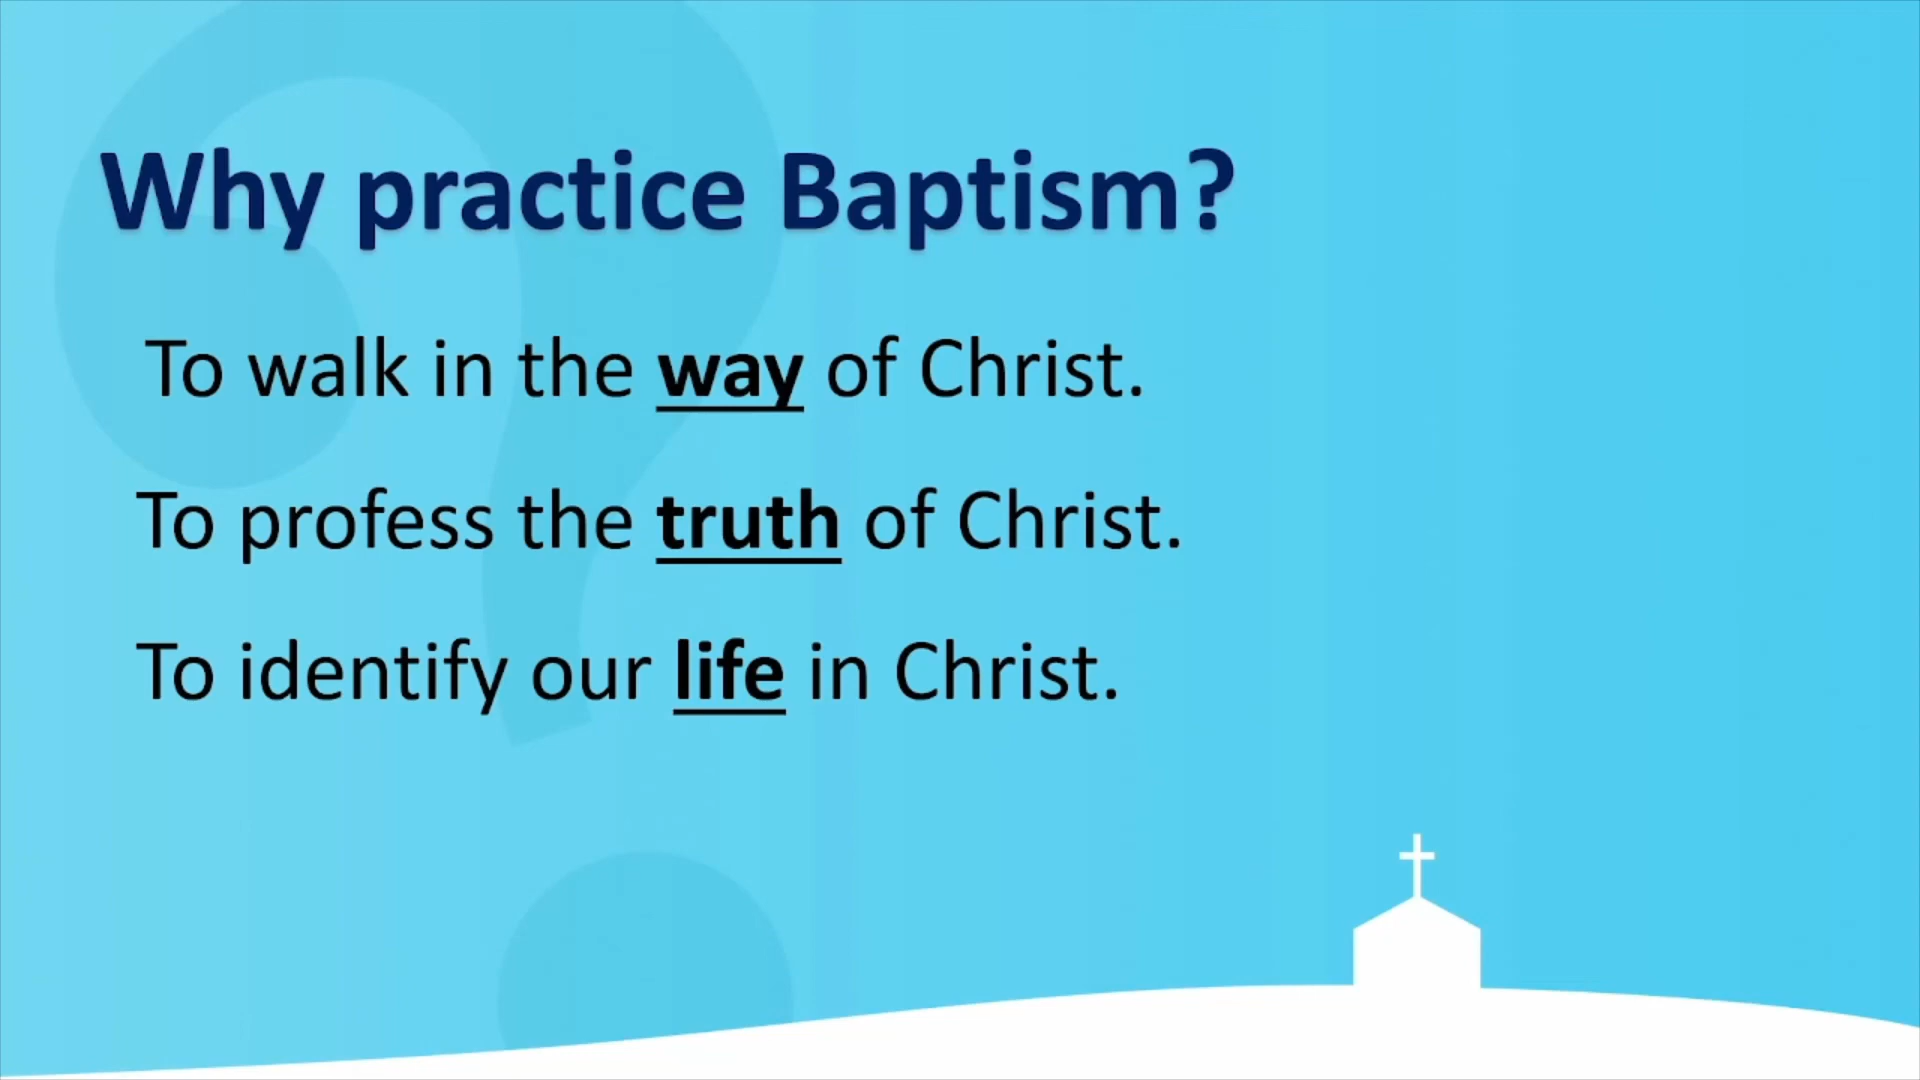 Why practice Baptism?
To walk in the way of Christ.
To profess the truth of Christ.
To identify our life in Christ.